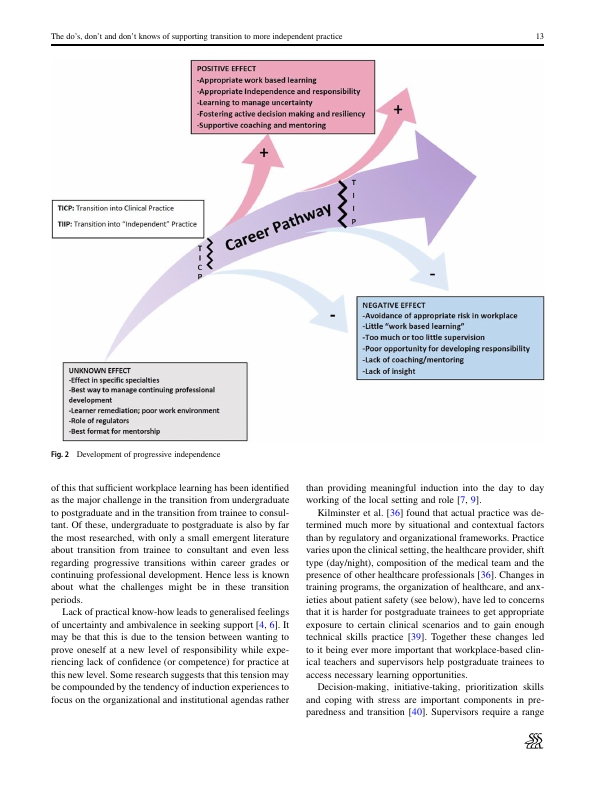 The do's, don't and don't knows of supporting transition to more independent practice
13
POSITIVE EFFECT
-Appropriate work based learning
-Appropriate Independence and responsibility
-Learning to manage uncertainty
-Fostering active decision making and resiliency
-Supportive coaching and mentoring
+
+
TICP: Transition into Clinical Practice
TIIP: Transition into "Independent" Practice
T
I
I
P
Career Pathway
T
I
C
P
-
-
NEGATIVE EFFECT
-Avoidance of appropriate risk in workplace
-Little "work based learning"
-Too much or too little supervision
-Poor opportunity for developing responsibility
-Lack of coaching/mentoring
-Lack of insight
UNKNOWN EFFECT
-Effect in specific specialties
-Best way to manage continuing professional
development
-Learner remediation; poor work environment
-Role of regulators
-Best format for mentorship
Fig. 2 Development of progressive independence
of this that sufficient workplace learning has been identified
as the major challenge in the transition from undergraduate
to postgraduate and in the transition from trainee to consul-
tant. Of these, undergraduate to postgraduate is also by far
the most researched, with only a small emergent literature
about transition from trainee to consultant and even less
regarding progressive transitions within career grades or
continuing professional development. Hence less is known
about what the challenges might be in these transition
periods.
Lack of practical know-how leads to generalised feelings
of uncertainty and ambivalence in seeking support [4, 6]. It
may be that this is due to the tension between wanting to
prove oneself at a new level of responsibility while expe-
riencing lack of confidence (or competence) for practice at
this new level. Some research suggests that this tension may
be compounded by the tendency of induction experiences to
focus on the organizational and institutional agendas rather
than providing meaningful induction into the day to day
working of the local setting and role [7, 9].
Kilminster et al. [36] found that actual practice was de-
termined much more by situational and contextual factors
than by regulatory and organizational frameworks. Practice
varies upon the clinical setting, the healthcare provider, shift
type (day/night), composition of the medical team and the
presence of other healthcare professionals [36]. Changes in
training programs, the organization of healthcare, and anx-
ieties about patient safety (see below), have led to concerns
that it is harder for postgraduate trainees to get appropriate
exposure to certain clinical scenarios and to gain enough
technical skills practice [39]. Together these changes led
to it being ever more important that workplace-based clin-
ical teachers and supervisors help postgraduate trainees to
access necessary learning opportunities.
Decision-making, initiative-taking, prioritization skills
and coping with stress are important components in pre-
paredness and transition [40]. Supervisors require a range